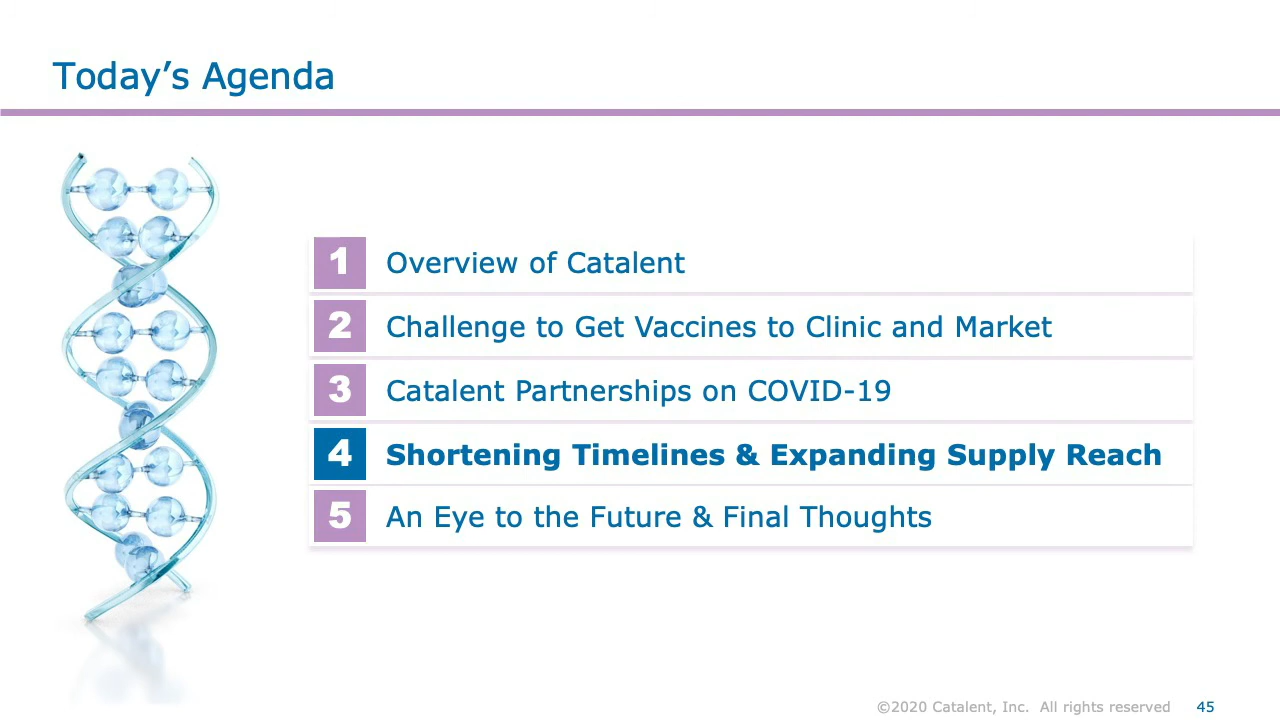 Today’s Agenda
1 Overview of Catalent
2 Challenge to Get Vaccines to Clinic and Market
3 Catalent Partnerships on COVID-19
4 Shortening Timelines & Expanding Supply Reach
5 An Eye to the Future & Final Thoughts
©2020 Catalent, Inc. All rights reserved 45